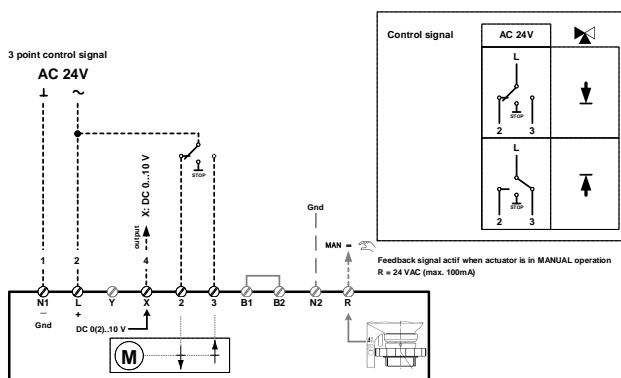 Control signal
AC 24V
L
STOP
2 3
L
STOP
2 3
3 point control signal
AC 24V
⊥ ~
STOP
X: DC 0...10 V
output
Gnd
MAN =
Feedback signal actif when actuator is in MANUAL operation
R = 24 VAC (max. 100mA)
1 2 4
N1 L Y X 2 3 B1 B2 N2 R
– +
Gnd
DC 0(2)..10 V
M